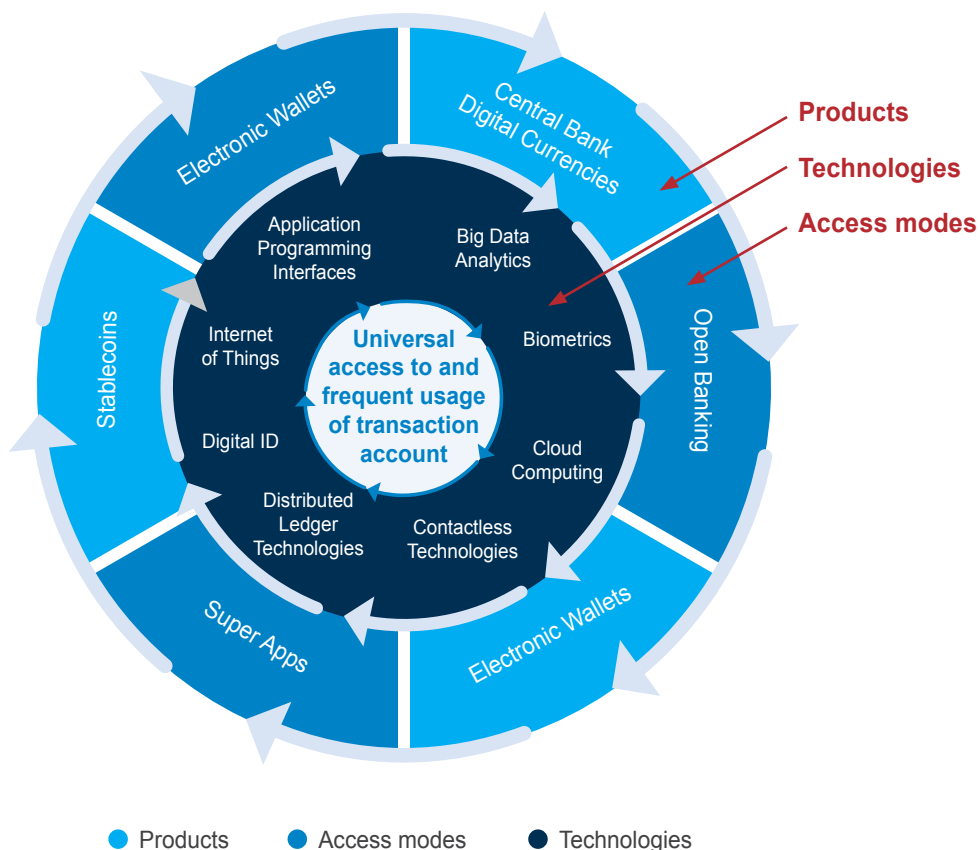 Electronic Wallets
Central Bank
Digital Currencies
Products
Technologies
Access modes
Application
Programming
Interfaces
Big Data
Analytics
Internet
of Things
Biometrics
Universal
access to and
frequent usage
of transaction
account
Stablecoins
Open Banking
Digital ID
Cloud
Computing
Distributed
Ledger
Technologies
Contactless
Technologies
Super Apps
Electronic Wallets
Products
Access modes
Technologies